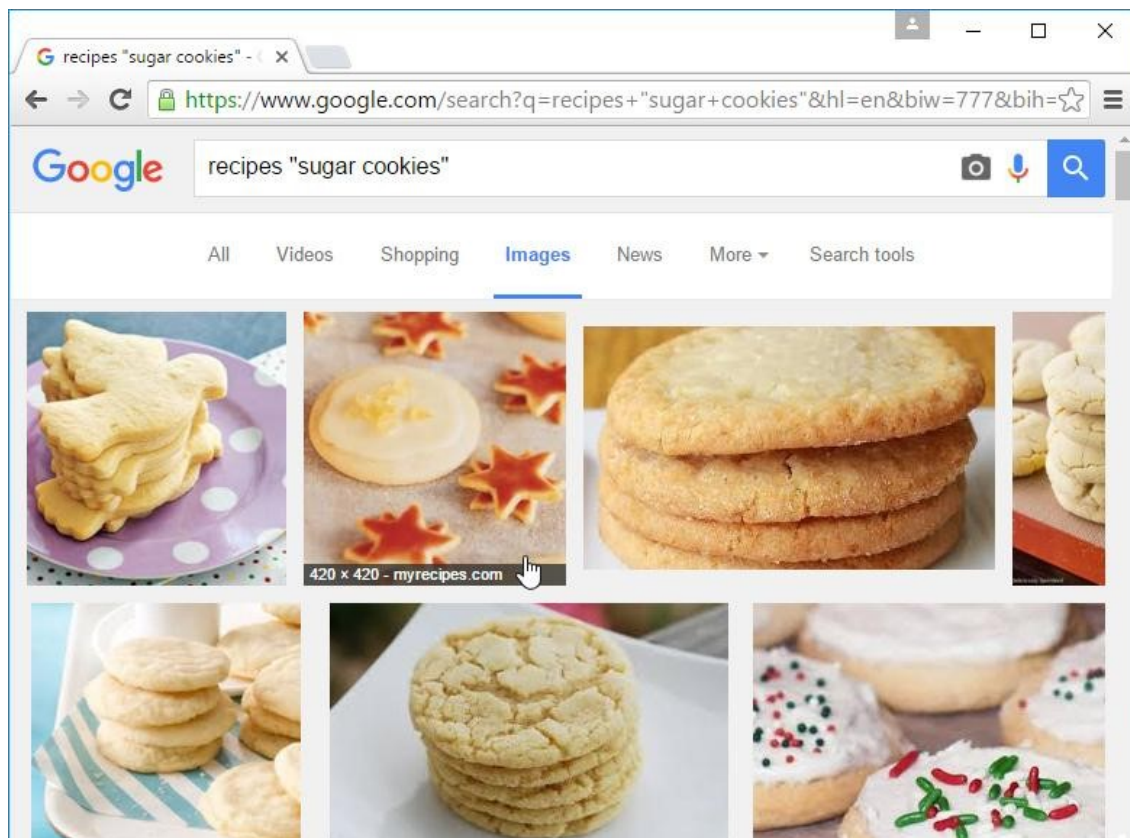 recipes "sugar cookies" -
https://www.google.com/search?q=recipes+"sugar+cookies"&hl=en&biw=777&bih=
Google
recipes "sugar cookies"
All Videos Shopping Images News More Search tools
420 × 420 - myrecipes.com